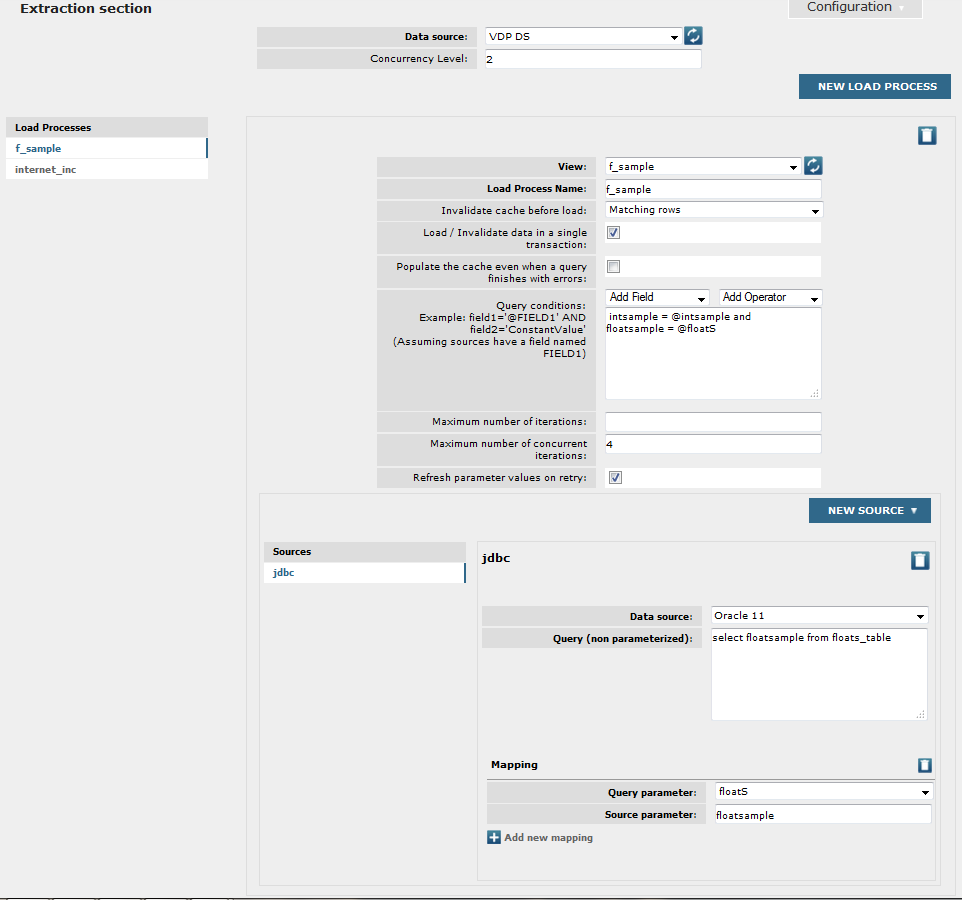 Extraction section
Configuration
Data source:
VDP DS
Concurrency Level:
2
NEW LOAD PROCESS
Load Processes
f_sample
internet_inc
View:
f_sample
Load Process Name:
f_sample
Invalidate cache before load:
Matching rows
Load / Invalidate data in a single
transaction:
Populate the cache even when a query
finishes with errors:
Query conditions:
Example: field1='@FIELD1' AND
field2='ConstantValue'
(Assuming sources have a field named
FIELD1)
Add Field
Add Operator
intsample = @intsample and
floatsample = @floatS
Maximum number of iterations:
Maximum number of concurrent
iterations:
4
Refresh parameter values on retry:
NEW SOURCE
Sources
jdbc
jdbc
Data source:
Oracle 11
Query (non parameterized):
select floatsample from floats_table
Mapping
Query parameter:
floatS
Source parameter:
floatsample
Add new mapping